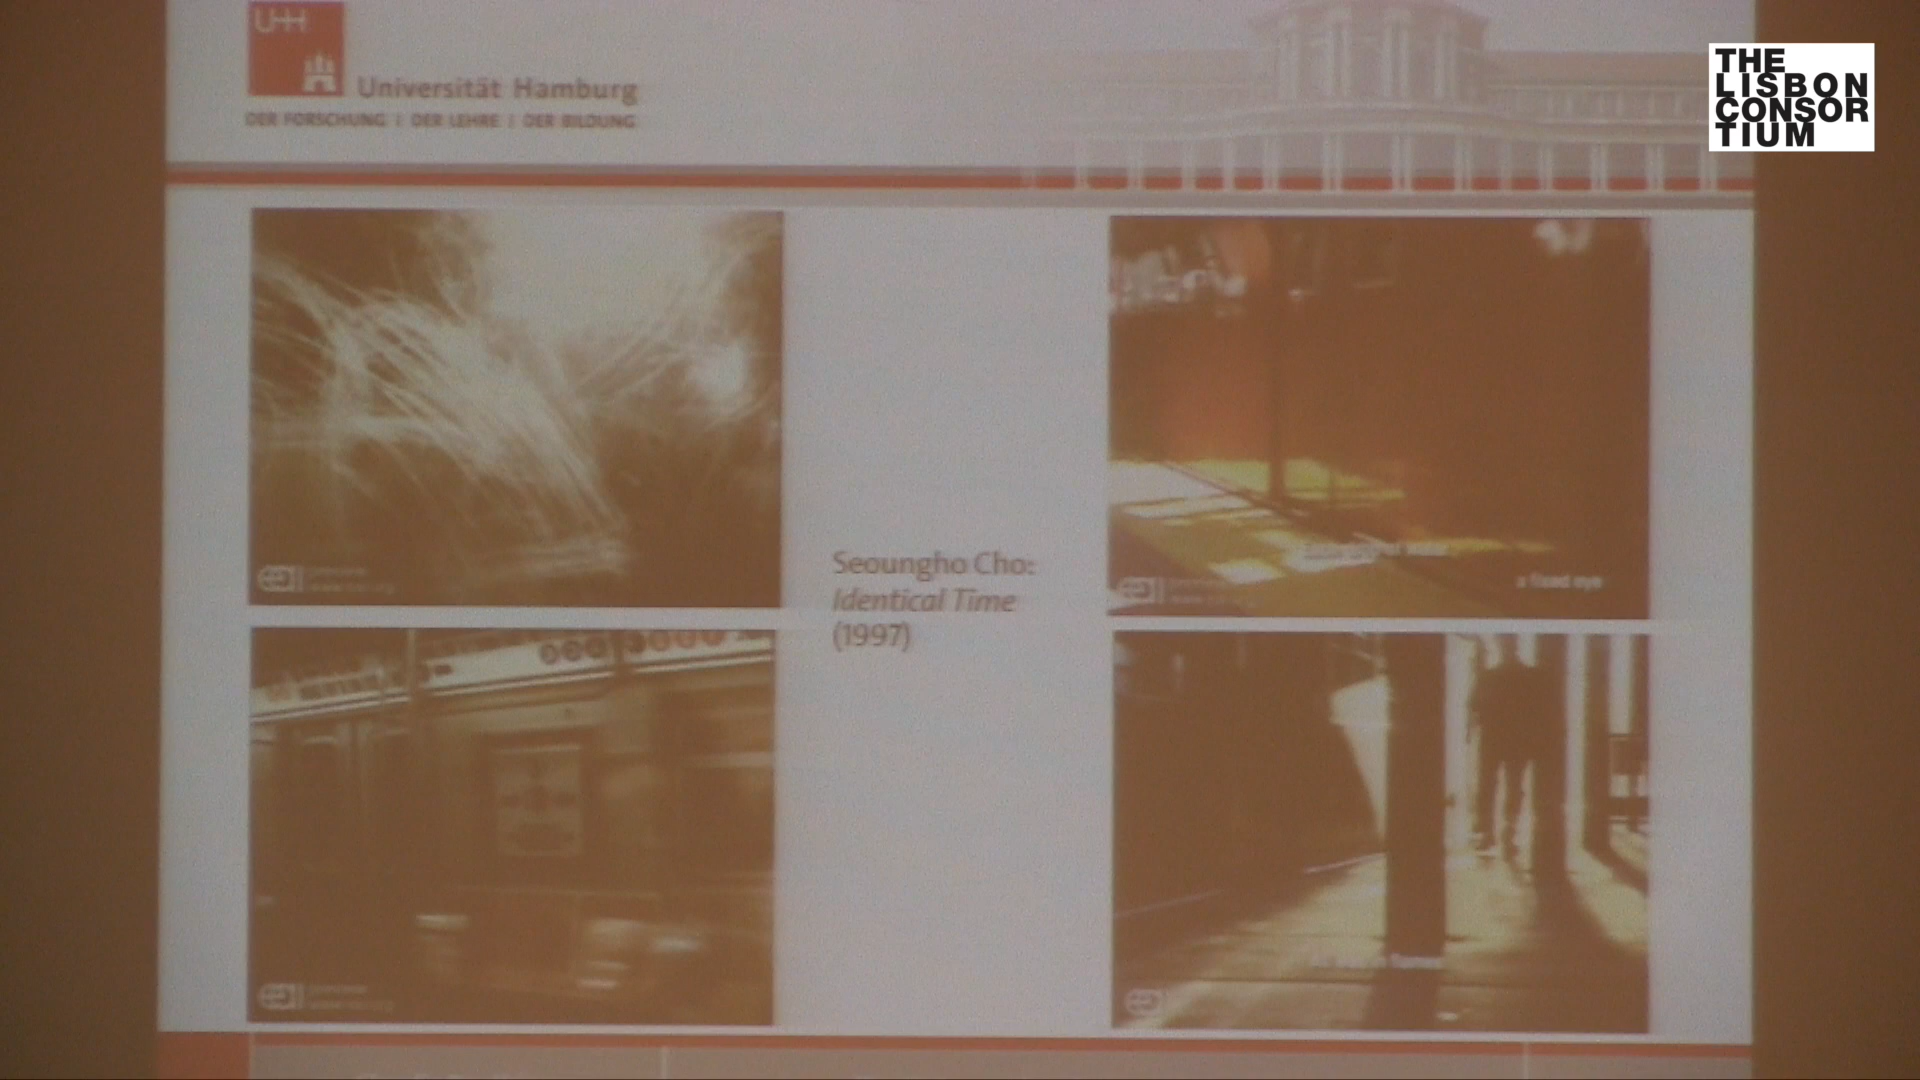 UHH
Universität Hamburg
DER FORSCHUNG | DER LEHRE | DER BILDUNG
THE
LISBON
CONSOR
TIUM
Seoungho Cho:
Identical Time
(1997)
a fixed eye